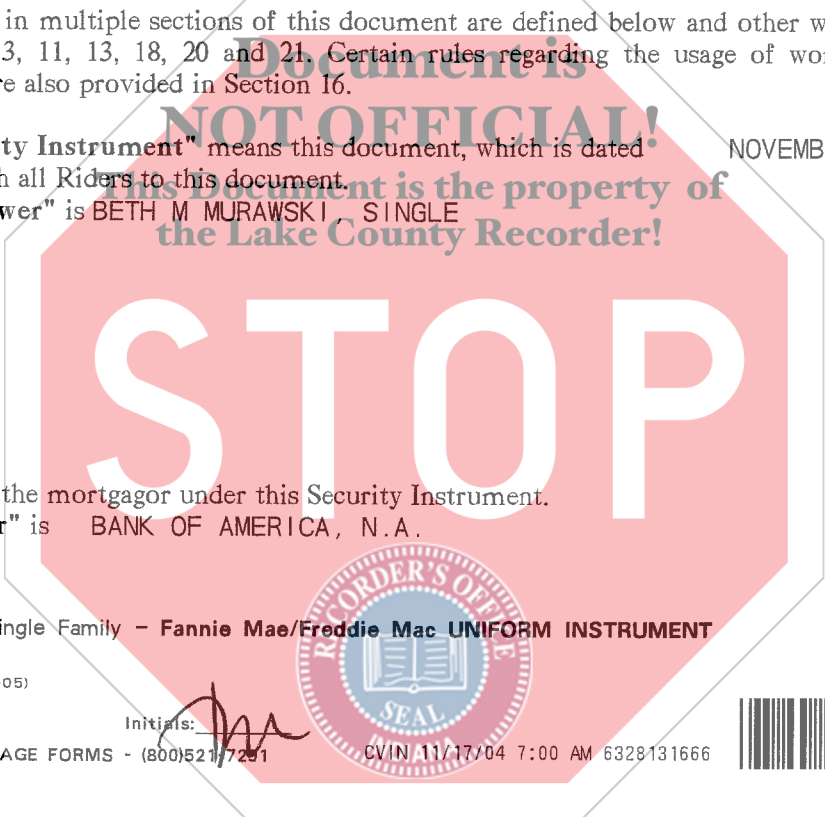 in multiple sections of this document are defined below and other w
3, 11, 13, 18, 20 and 21. Certain rules regarding the usage of wor
re also provided in Section 16.
Document is
NOT OFFICIAL!
This Document is the property of
the Lake County Recorder!
ty Instrument" means this document, which is dated NOVEMB
h all Riders to this document.
wer" is BETH M MURAWSKI, SINGLE
STOP
the mortgagor under this Security Instrument.
r" is BANK OF AMERICA, N.A.
RECORDER'S OFFICE
SEAL
INDIANA
ingle Family – Fannie Mae/Freddie Mac UNIFORM INSTRUMENT
05)
Initials:
AGE FORMS - (800)521-7291
CVIN 11/17/04 7:00 AM 6328131666